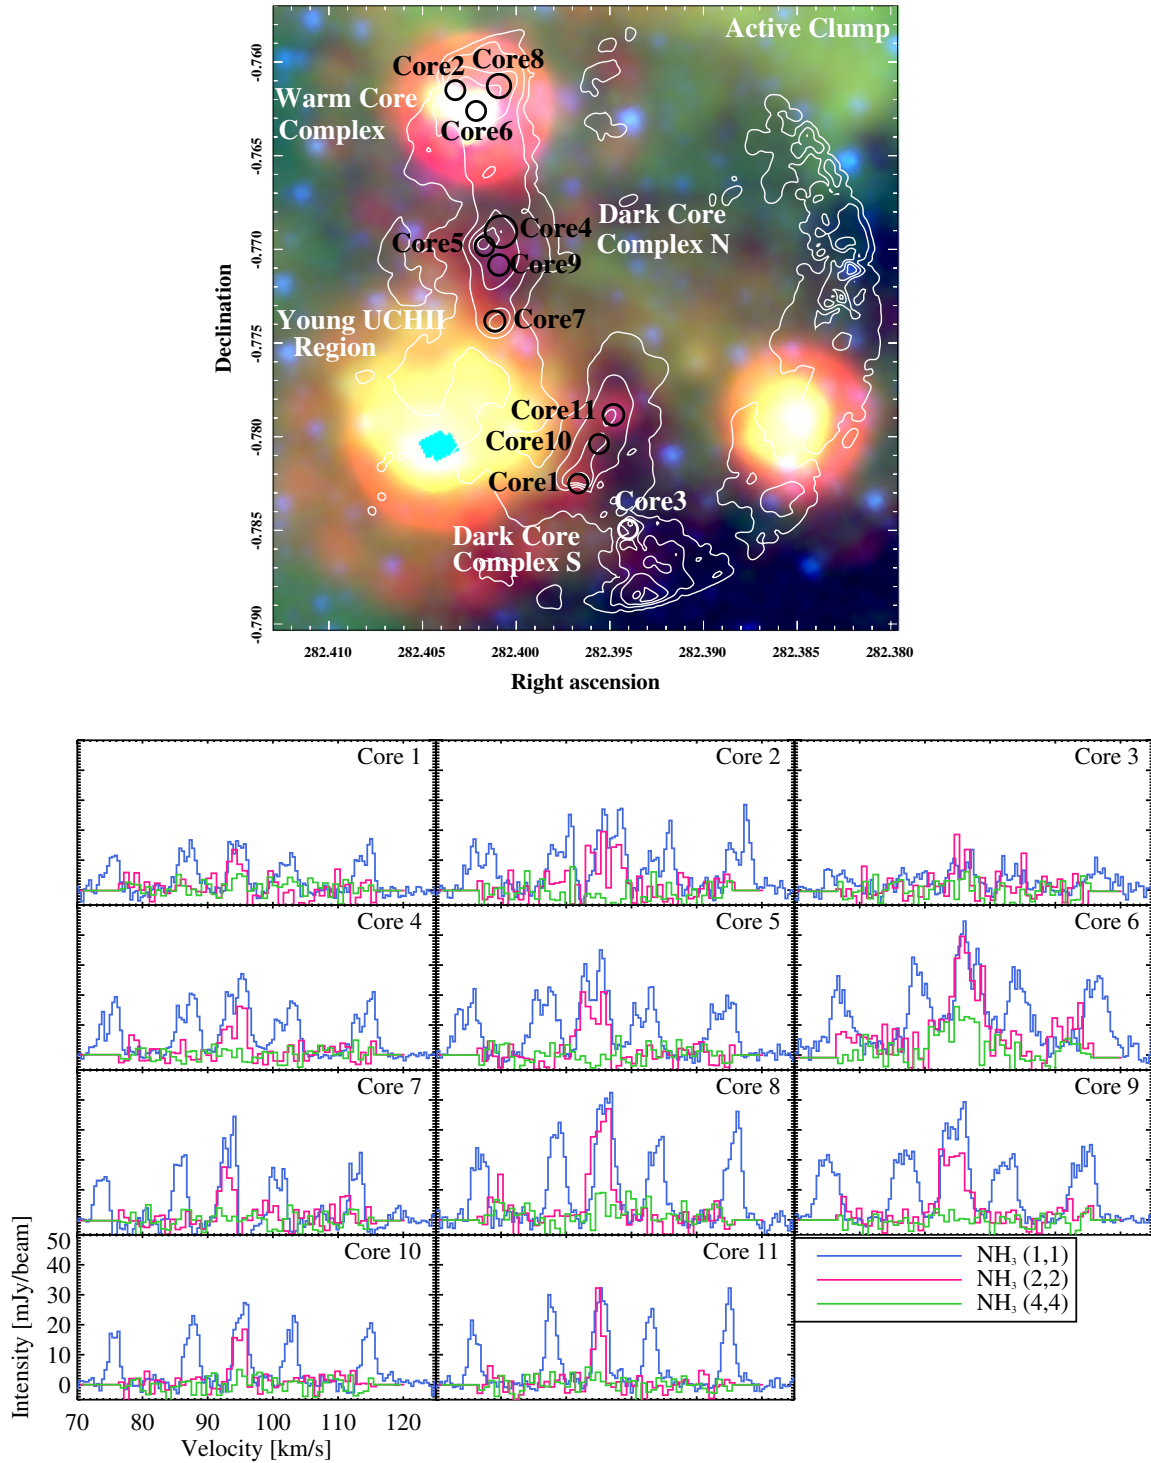 Active Clump
Core2
Core8
Warm Core
Complex
Core6
Dark Core
Complex N
Core4
Core5
Core9
Young UCHII
Region
Core7
Core11
Core10
Core1
Core3
Dark Core
Complex S
Declination
-0.760
-0.765
-0.770
-0.775
-0.780
-0.785
-0.790
282.410 282.405 282.400 282.395 282.390 282.385 282.380
Right ascension
Core 1
Core 2
Core 3
Core 4
Core 5
Core 6
Core 7
Core 8
Core 9
Core 10
Core 11
NH₃ (1,1)
NH₃ (2,2)
NH₃ (4,4)
Intensity [mJy/beam]
50
40
30
20
10
0
70 80 90 100 110 120
Velocity [km/s]